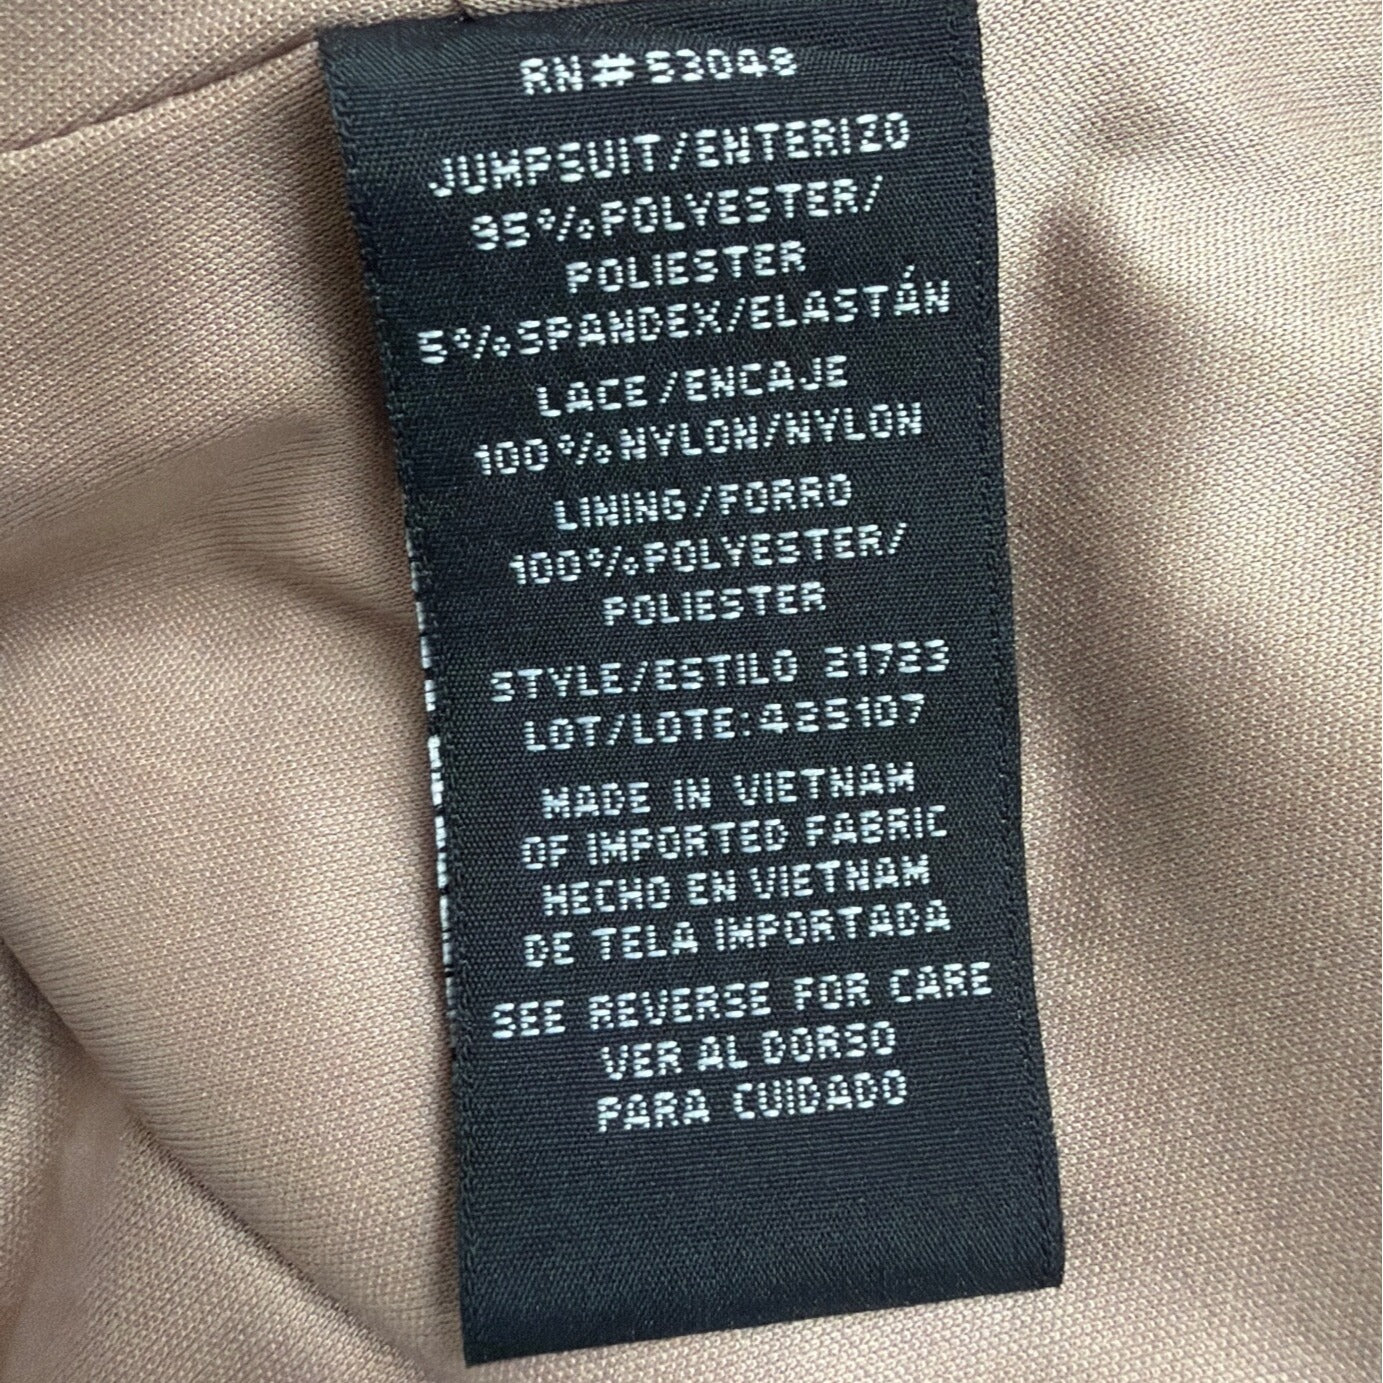 RN# 53048
JUMPSUIT/ENTERIZO
95%POLYESTER/
POLIESTER
5%SPANDEX/ELASTÁN
LACE/ENCAJE
100%NYLON/NYLON
LINING/FORRO
100%POLYESTER/
POLIESTER
STYLE/ESTILO 21723
LOT/LOTE:425107
MADE IN VIETNAM
OF IMPORTED FABRIC
HECHO EN VIETNAM
DE TELA IMPORTADA
SEE REVERSE FOR CARE
VER AL DORSO
PARA CUIDADO